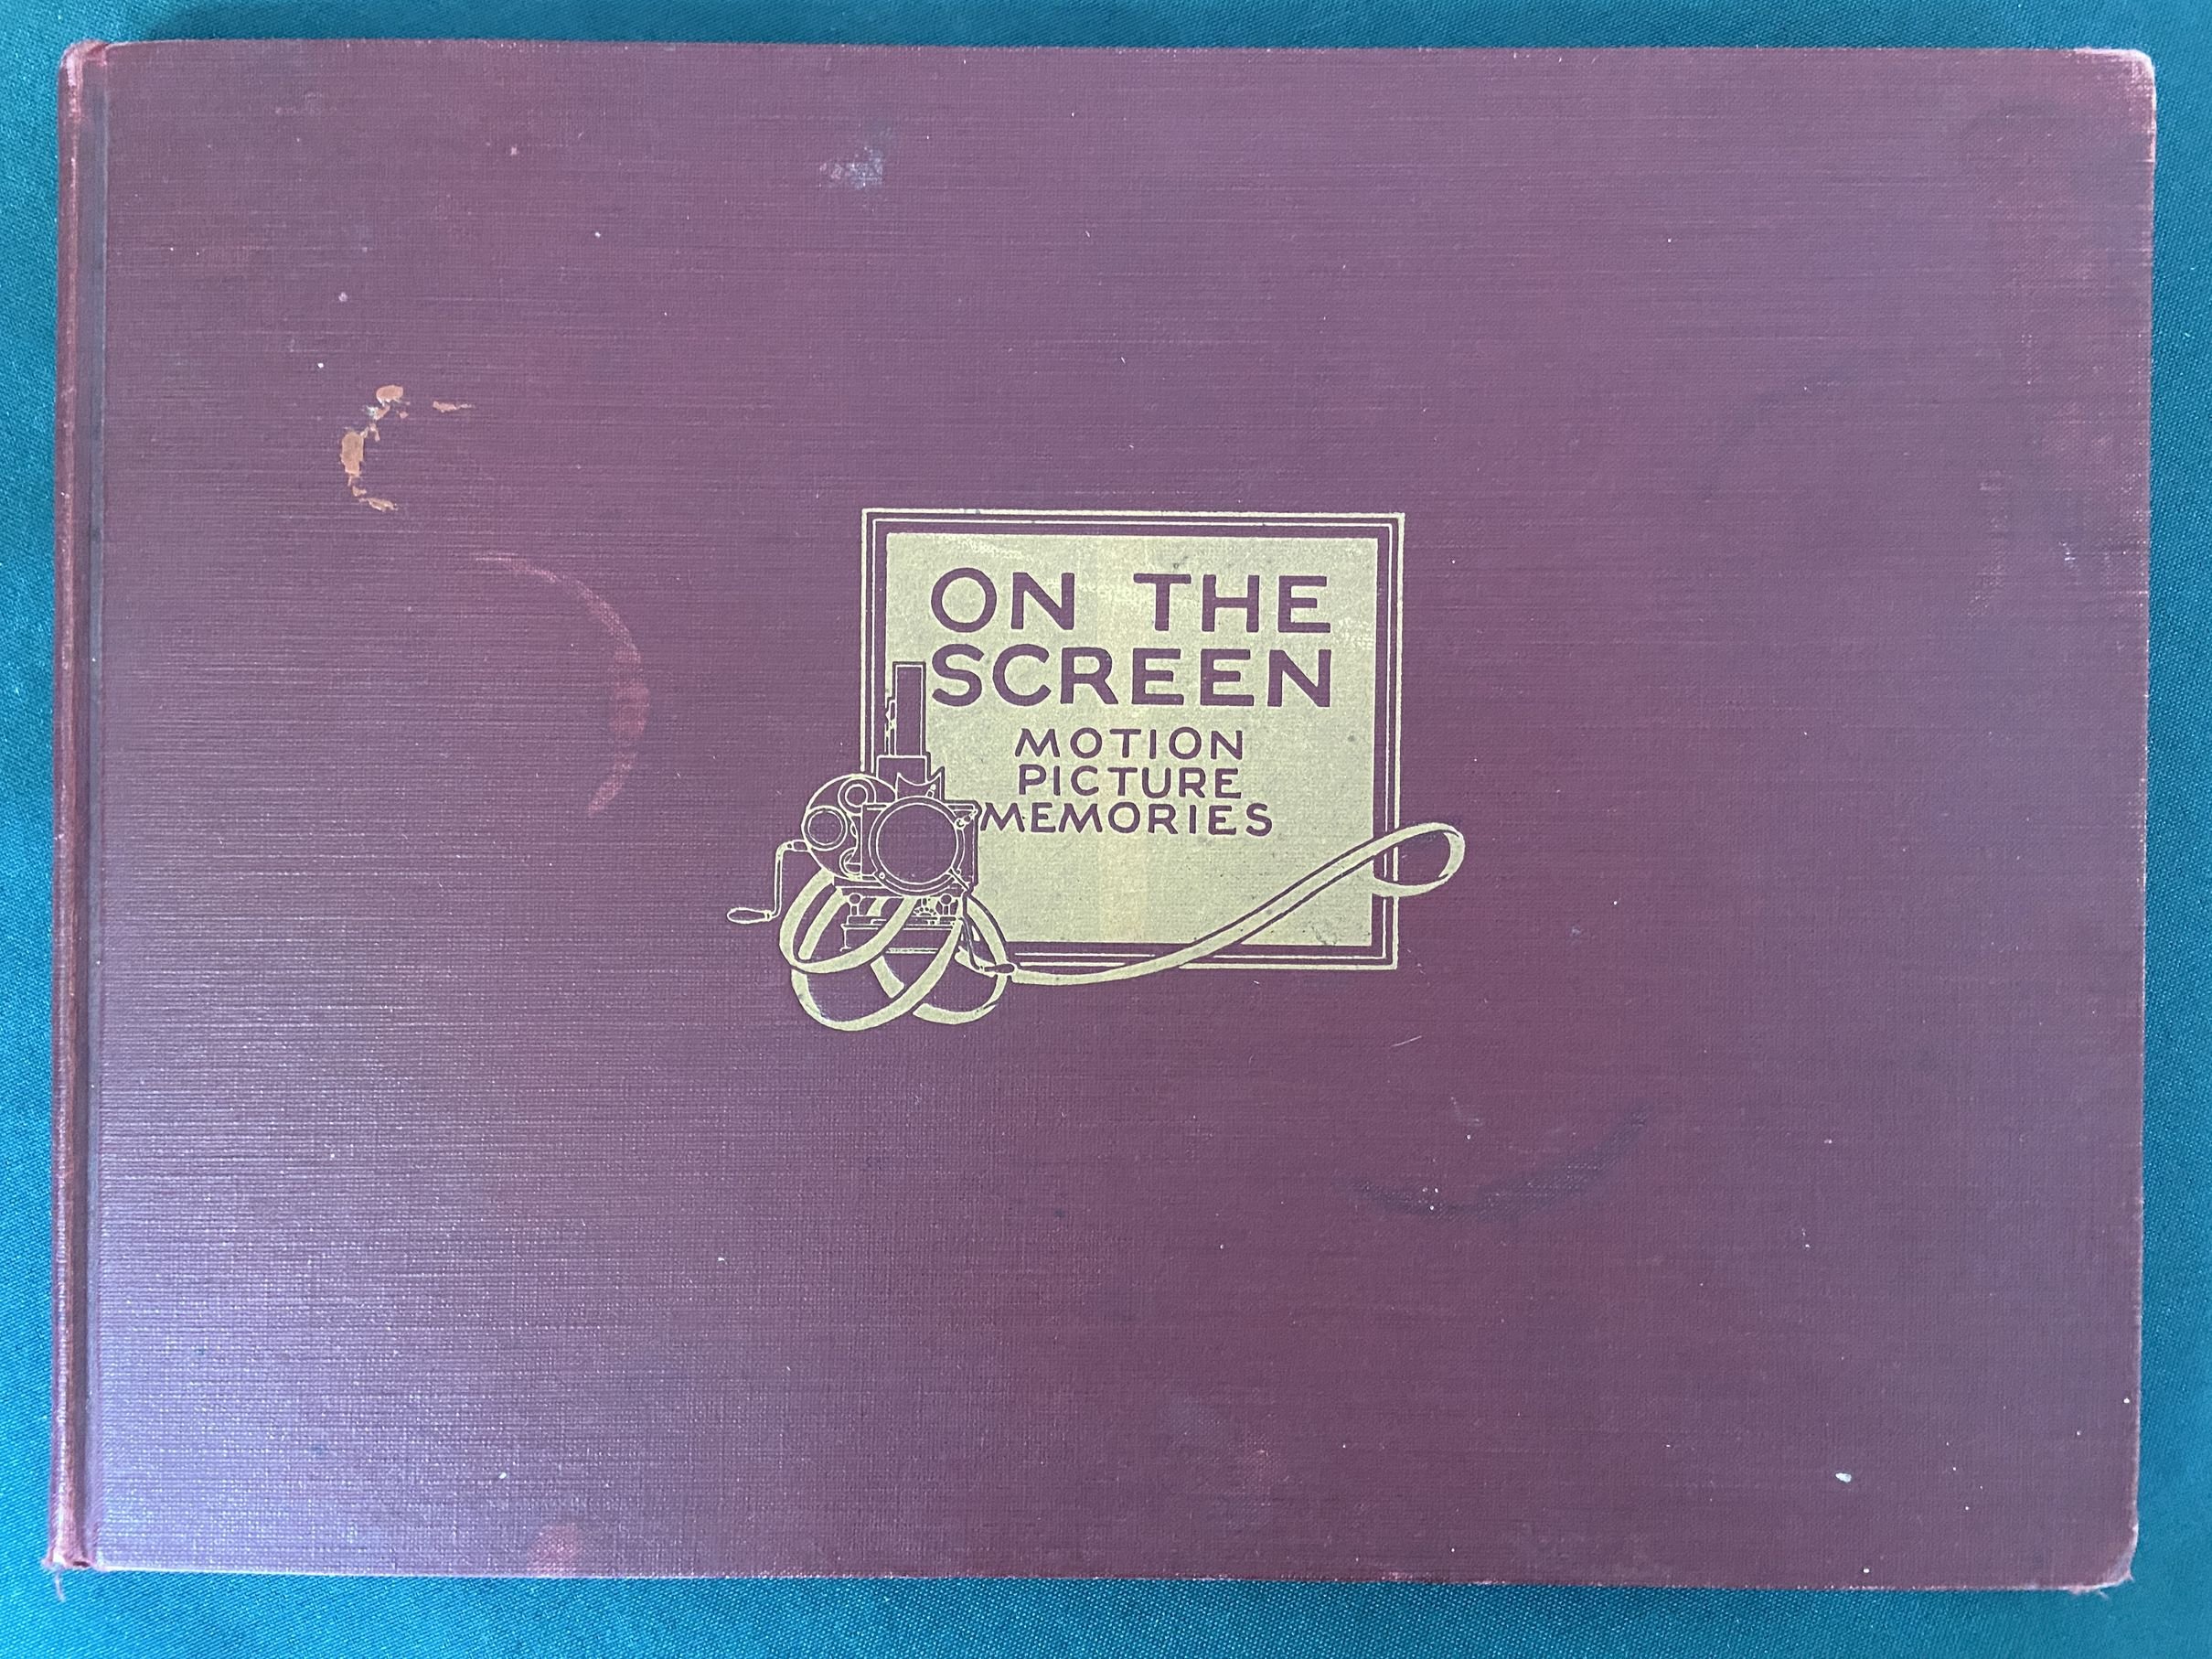 ON THE
SCREEN
MOTION
PICTURE
MEMORIES